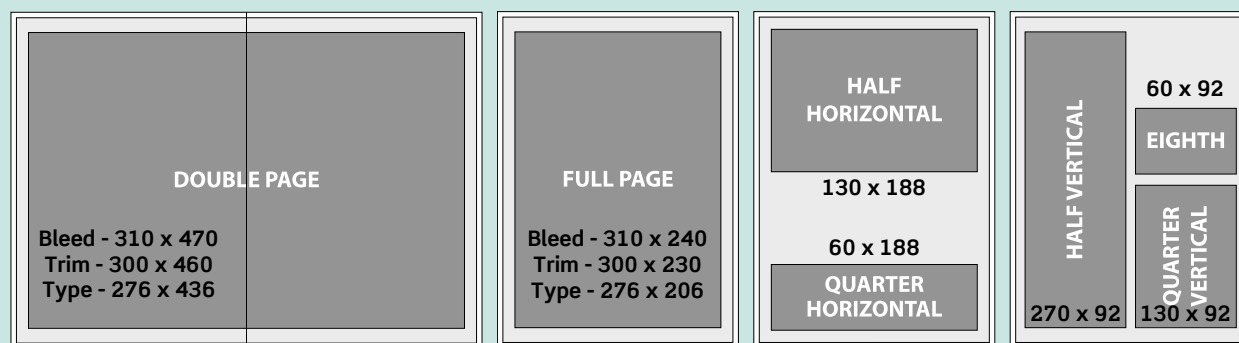 DOUBLE PAGE
Bleed - 310 x 470
Trim - 300 x 460
Type - 276 x 436
FULL PAGE
Bleed - 310 x 240
Trim - 300 x 230
Type - 276 x 206
HALF
HORIZONTAL
130 x 188
60 x 188
QUARTER
HORIZONTAL
HALF VERTICAL
270 x 92
60 x 92
EIGHTH
QUARTER
VERTICAL
130 x 92